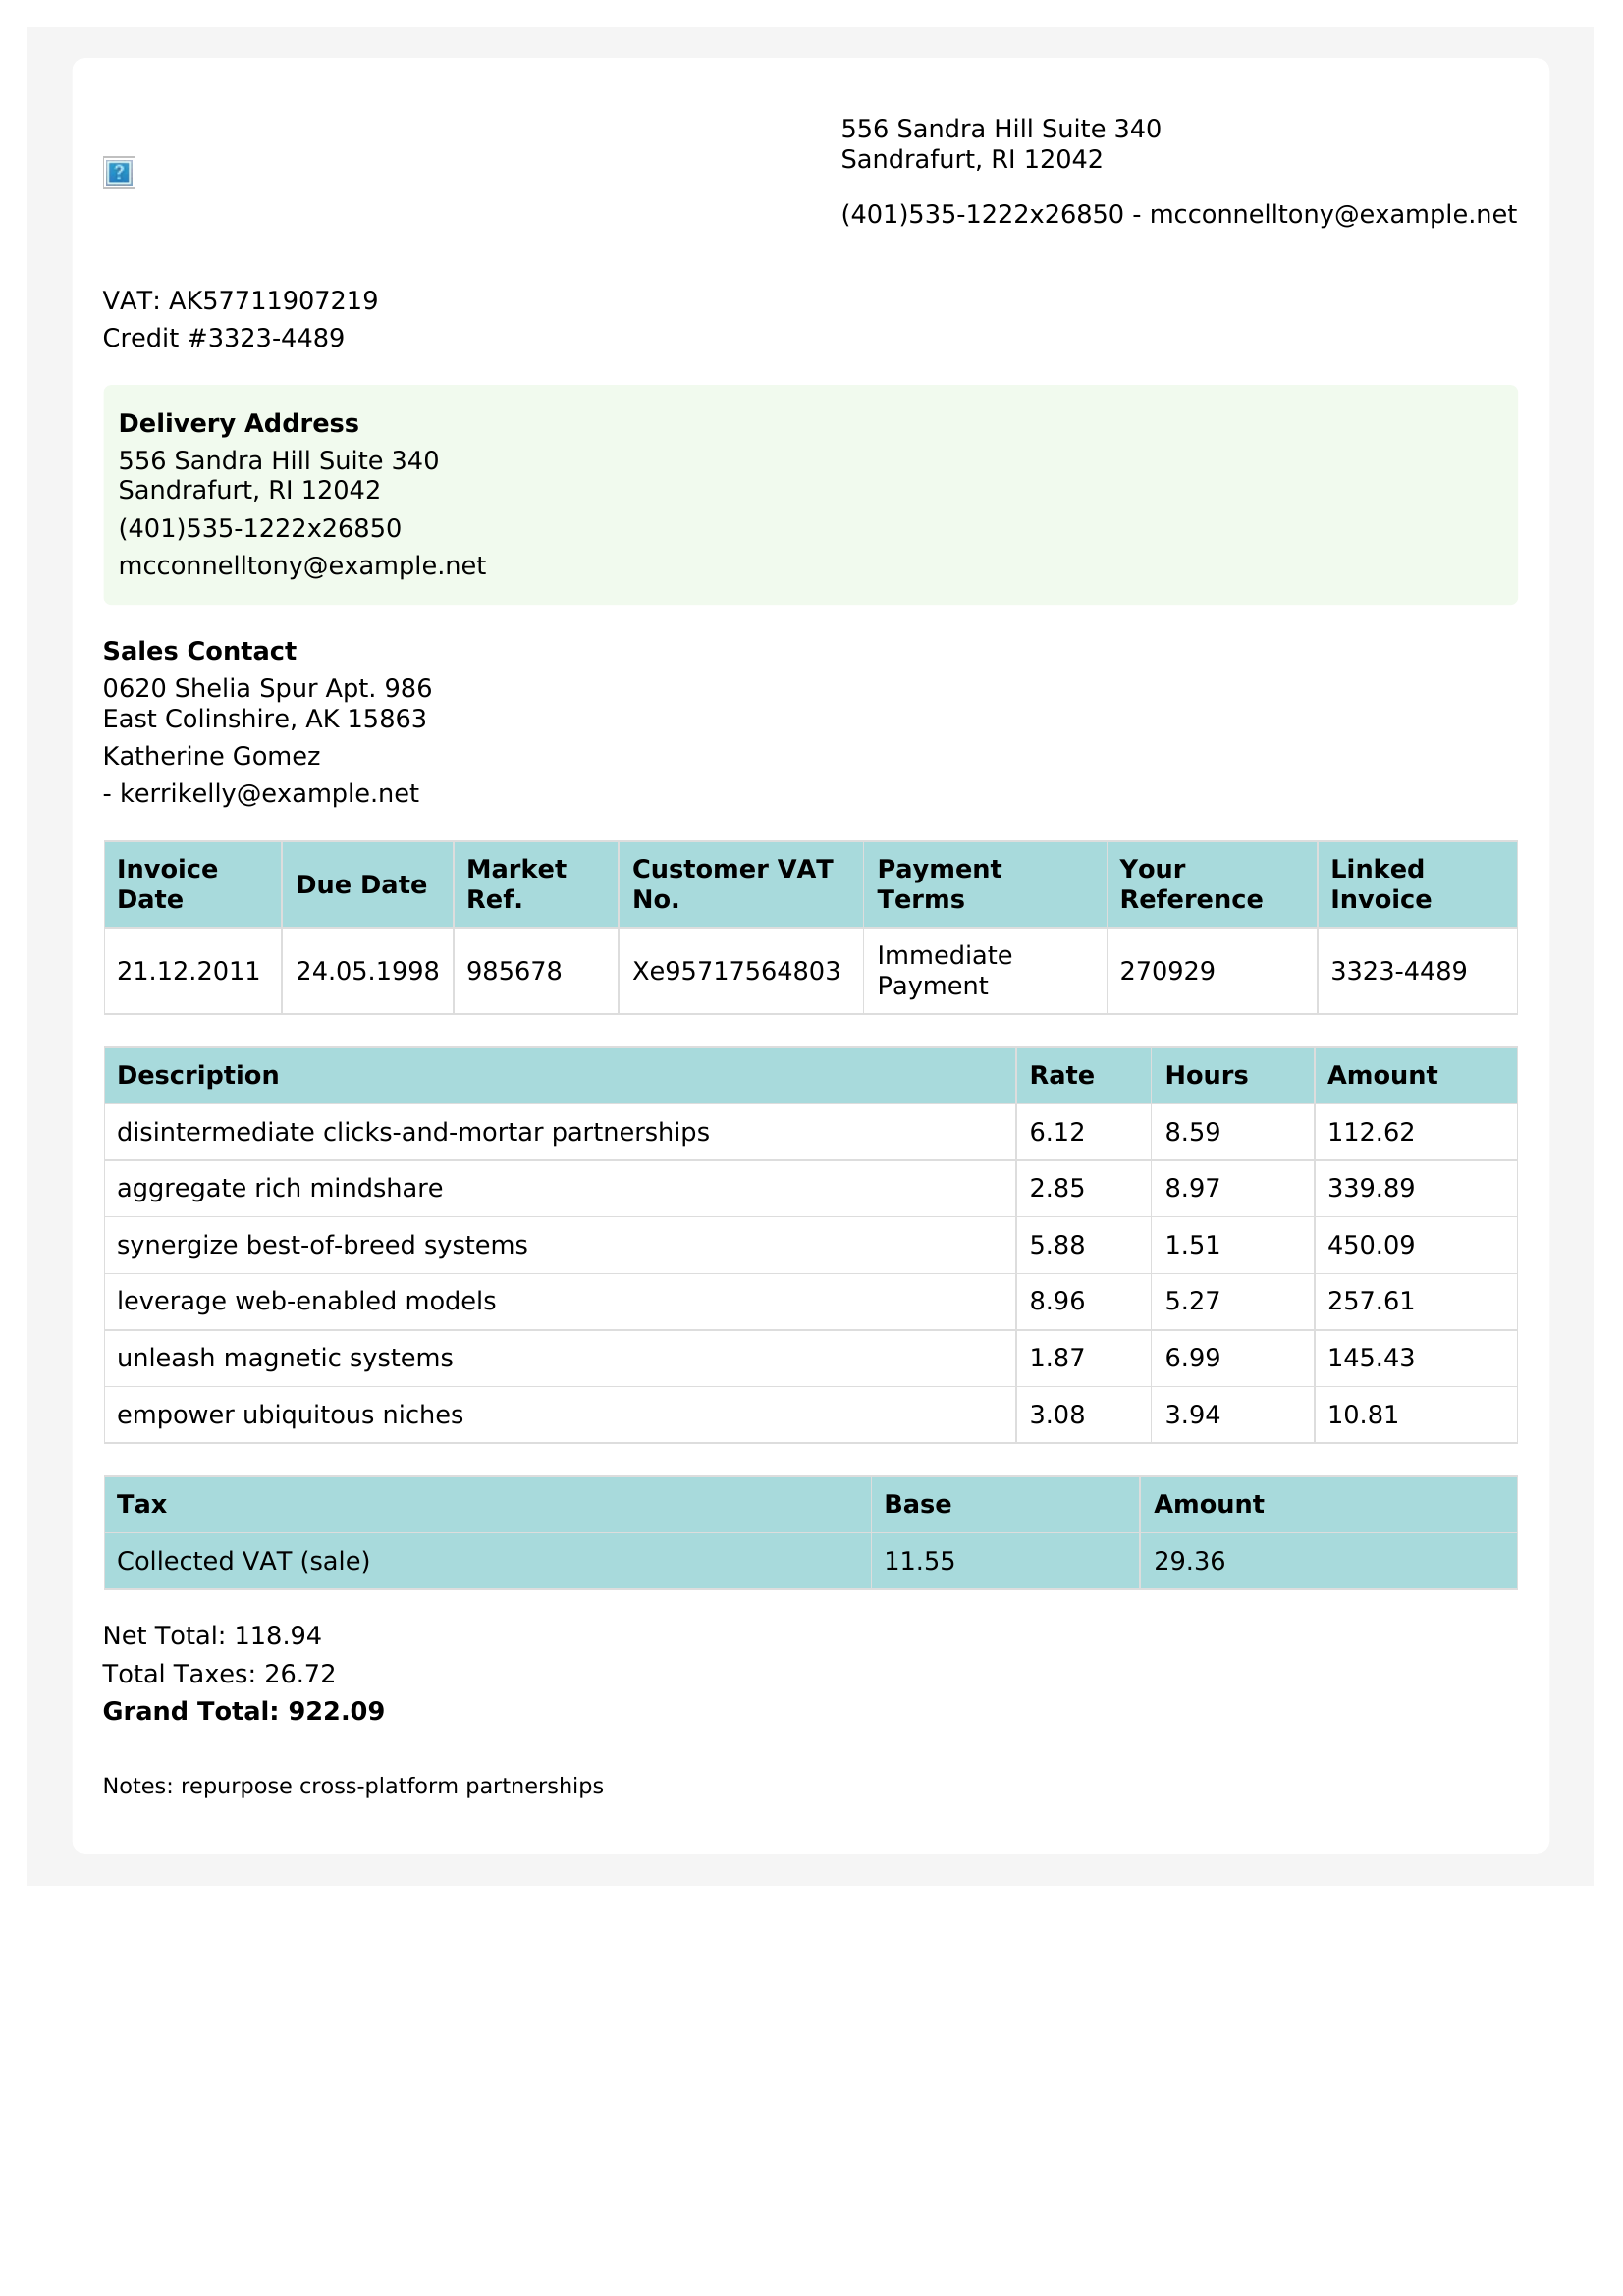 556 Sandra Hill Suite 340
Sandrafurt, RI 12042
(401)535-1222x26850 - mcconnelltony@example.net
VAT: AK57711907219
Credit #3323-4489
Delivery Address
556 Sandra Hill Suite 340
Sandrafurt, RI 12042
(401)535-1222x26850
mcconnelltony@example.net
Sales Contact
0620 Shelia Spur Apt. 986
East Colinshire, AK 15863
Katherine Gomez
- kerrikelly@example.net
Invoice Date Due Date Market Ref. Customer VAT No. Payment Terms Your Reference Linked Invoice
21.12.2011 24.05.1998 985678 Xe95717564803 Immediate Payment 270929 3323-4489
Description Rate Hours Amount
disintermediate clicks-and-mortar partnerships 6.12 8.59 112.62
aggregate rich mindshare 2.85 8.97 339.89
synergize best-of-breed systems 5.88 1.51 450.09
leverage web-enabled models 8.96 5.27 257.61
unleash magnetic systems 1.87 6.99 145.43
empower ubiquitous niches 3.08 3.94 10.81
Tax Base Amount
Collected VAT (sale) 11.55 29.36
Net Total: 118.94
Total Taxes: 26.72
Grand Total: 922.09
Notes: repurpose cross-platform partnerships